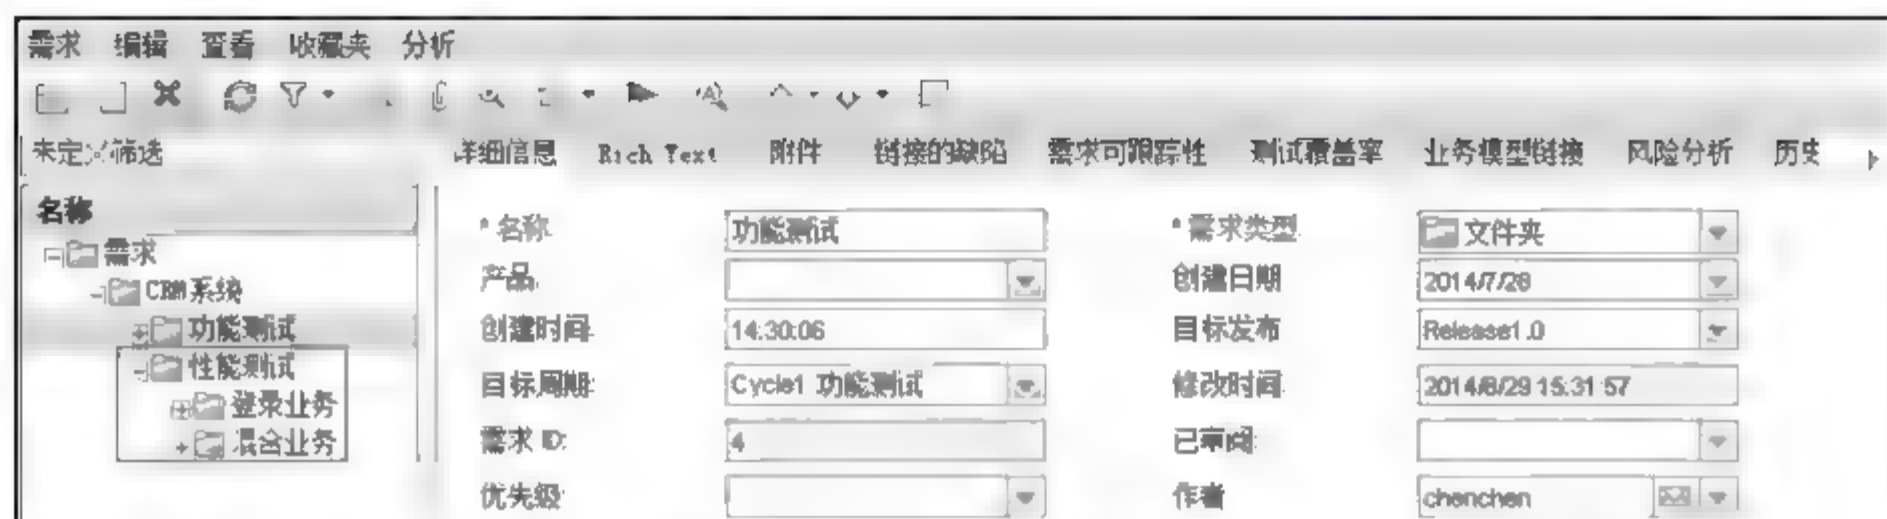 需求 编辑 查看 收藏夹 分析
未定义筛选 详细信息 Rich Text 附件 链接的缺陷 需求可跟踪性 测试覆盖率 业务模型链接 风险分析 历史
名称
需求
CRM系统
功能测试
性能测试
登录业务
混合业务
*名称: 功能测试 *需求类型: 文件夹
产品: 创建日期: 2014/7/28
创建时间: 14:30:06 目标发布: Release1.0
目标周期: Cycle1 功能测试 修改时间: 2014/8/29 15:31:57
需求 ID: 4 已审阅:
优先级: 作者: chenchen